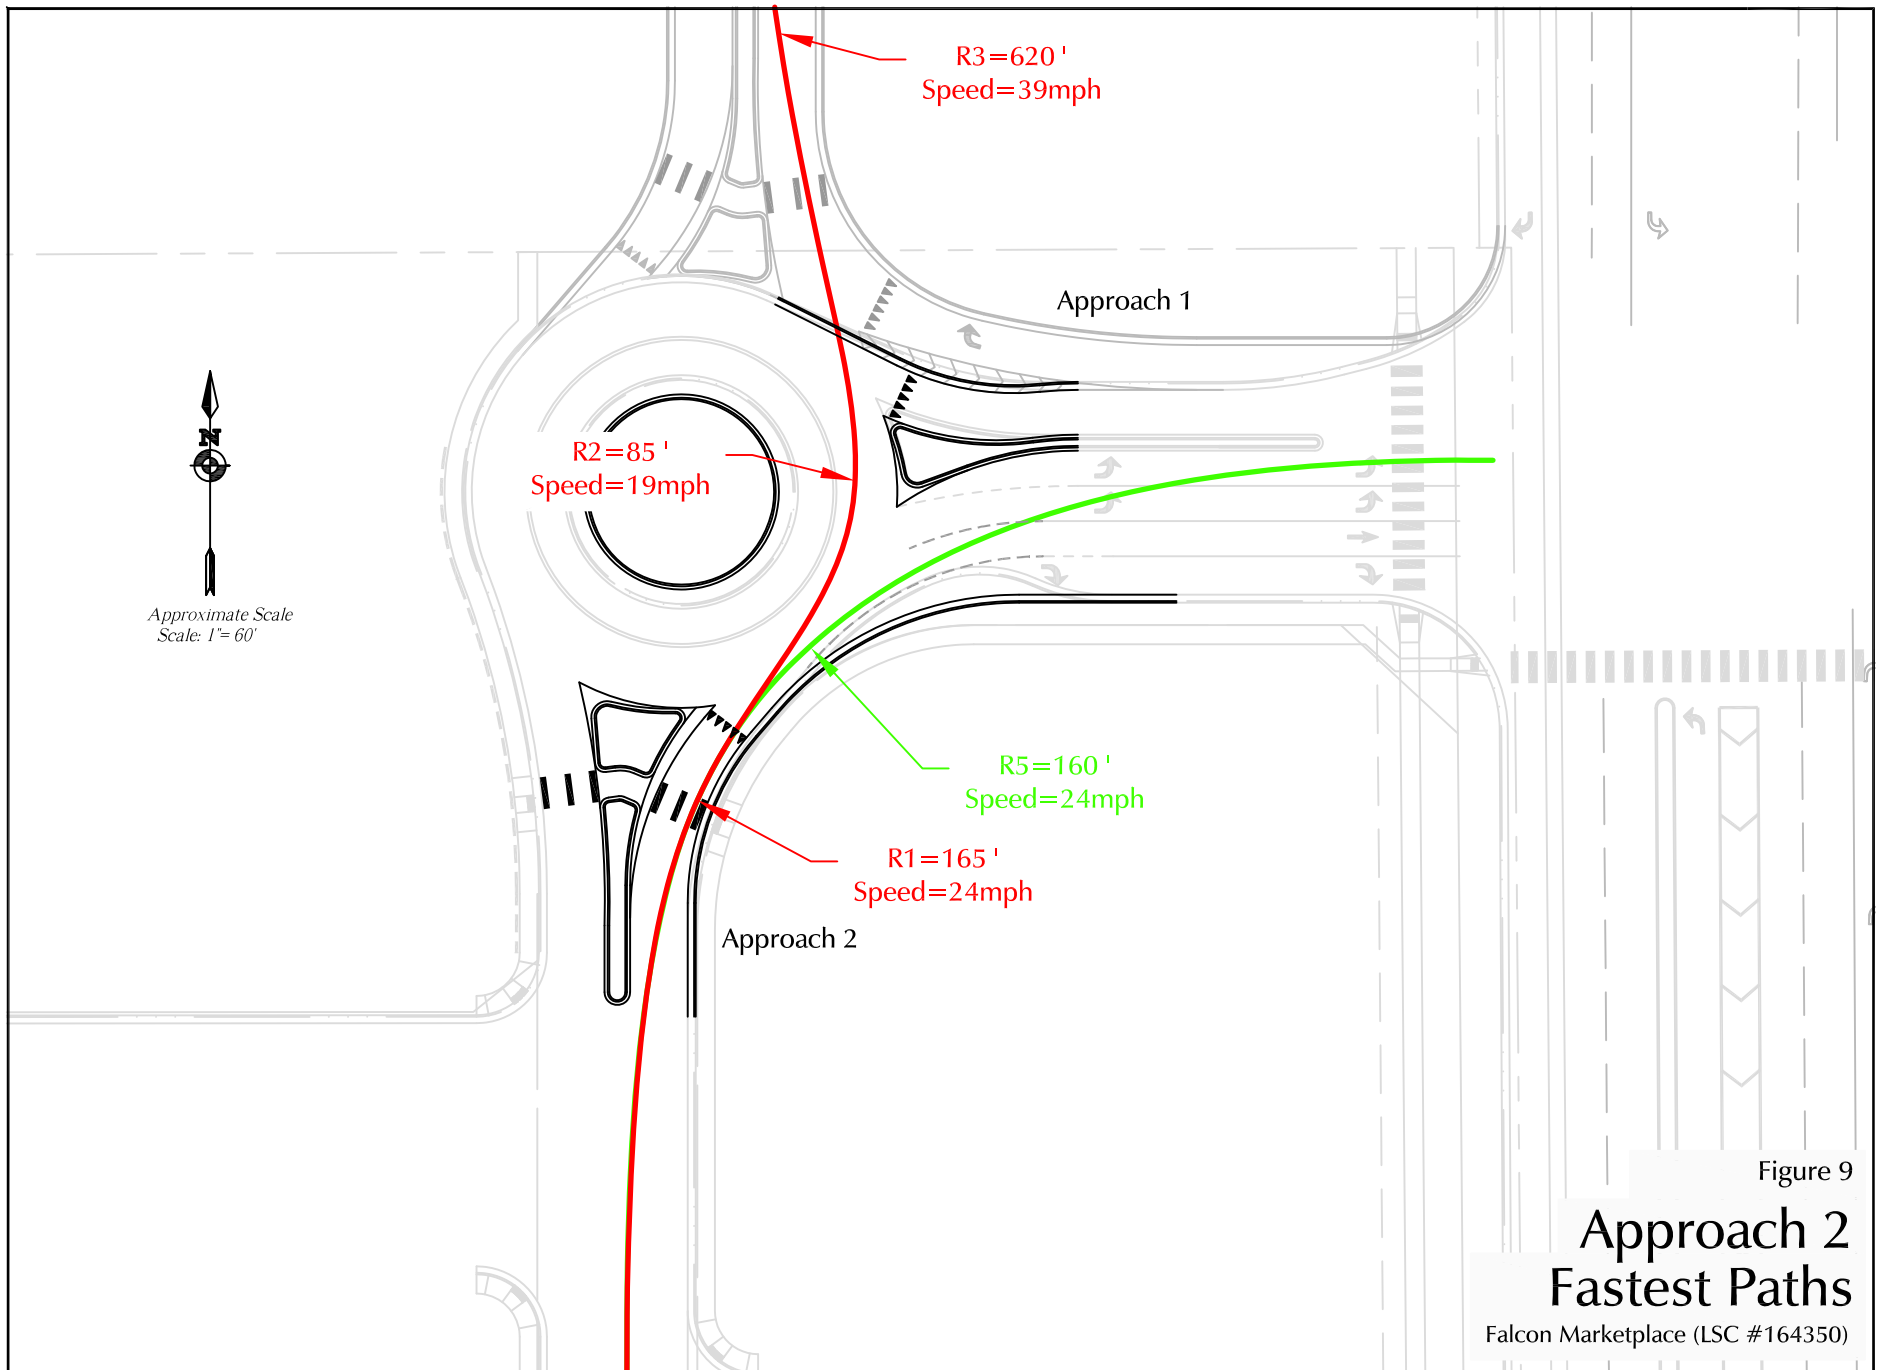 R3=620 '
Speed=39mph
Approach 1
R2=85 '
Speed=19mph
N
Approximate Scale
Scale: 1"= 60'
R5=160 '
Speed=24mph
R1=165 '
Speed=24mph
Approach 2
Figure 9
Approach 2
Fastest Paths
Falcon Marketplace (LSC #164350)